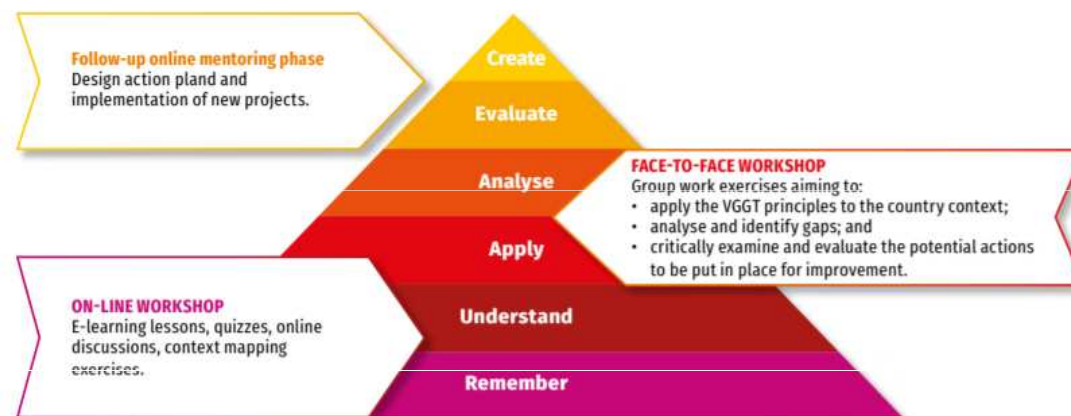 Follow-up online mentoring phase
Design action pland and
implementation of new projects.
Create
Evaluate
Analyse
Apply
Understand
Remember
FACE-TO-FACE WORKSHOP
Group work exercises aiming to:
• apply the VGGT principles to the country context;
• analyse and identify gaps; and
• critically examine and evaluate the potential actions
to be put in place for improvement.
ON-LINE WORKSHOP
E-learning lessons, quizzes, online
discussions, context mapping
exercises.